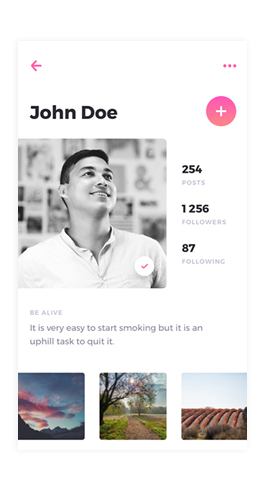 John Doe
254
POSTS
1 256
FOLLOWERS
87
FOLLOWING
BE ALIVE
It is very easy to start smoking but it is an
uphill task to quit it.